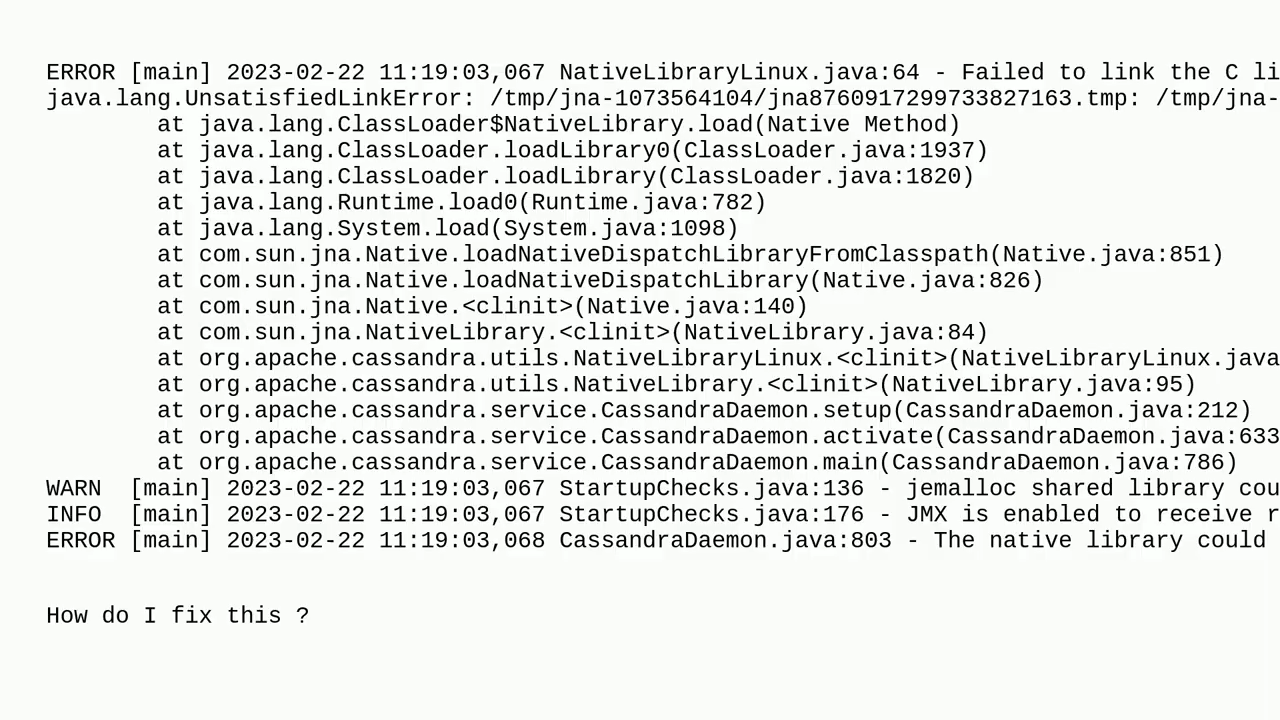 ERROR [main] 2023-02-22 11:19:03,067 NativeLibraryLinux.java:64 - Failed to link the C li
java.lang.UnsatisfiedLinkError: /tmp/jna-1073564104/jna8760917299733827163.tmp: /tmp/jna-
at java.lang.ClassLoader$NativeLibrary.load(Native Method)
at java.lang.ClassLoader.loadLibrary0(ClassLoader.java:1937)
at java.lang.ClassLoader.loadLibrary(ClassLoader.java:1820)
at java.lang.Runtime.load0(Runtime.java:782)
at java.lang.System.load(System.java:1098)
at com.sun.jna.Native.loadNativeDispatchLibraryFromClasspath(Native.java:851)
at com.sun.jna.Native.loadNativeDispatchLibrary(Native.java:826)
at com.sun.jna.Native.<clinit>(Native.java:140)
at com.sun.jna.NativeLibrary.<clinit>(NativeLibrary.java:84)
at org.apache.cassandra.utils.NativeLibraryLinux.<clinit>(NativeLibraryLinux.java
at org.apache.cassandra.utils.NativeLibrary.<clinit>(NativeLibrary.java:95)
at org.apache.cassandra.service.CassandraDaemon.setup(CassandraDaemon.java:212)
at org.apache.cassandra.service.CassandraDaemon.activate(CassandraDaemon.java:633
at org.apache.cassandra.service.CassandraDaemon.main(CassandraDaemon.java:786)
WARN  [main] 2023-02-22 11:19:03,067 StartupChecks.java:136 - jemalloc shared library cou
INFO  [main] 2023-02-22 11:19:03,067 StartupChecks.java:176 - JMX is enabled to receive r
ERROR [main] 2023-02-22 11:19:03,068 CassandraDaemon.java:803 - The native library could
How do I fix this ?